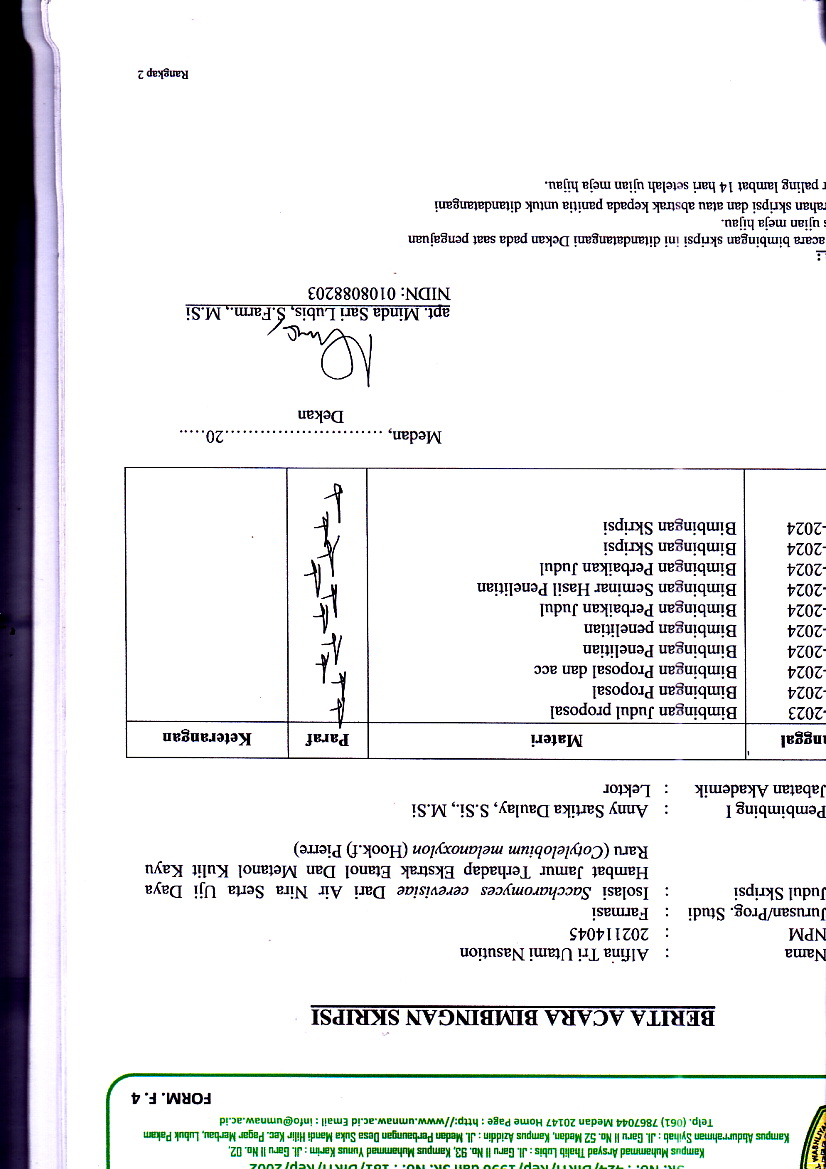 SK. No. : 424/DIKTI/Kep/1996 dan SK. No. : 181/DIKTI/Kep/2002
Kampus Muhammad Arsyad Thalib Lubis : Jl. Garu II No. 93, Kampus Muhammad Yunus Karim : Jl. Garu II No. 02,
Kampus Abdurrahman Syihab : Jl. Garu II No. 52 Medan, Kampus Aziddin : Jl. Medan Perbaungan Desa Suka Mandi Hilir Kec. Pagar Merbau, Lubuk Pakam
Telp. (061) 7867044 Medan 20147 Home Page : http://www.umnaw.ac.id Email : info@umnaw.ac.id
FORM. F. 4
BERITA ACARA BIMBINGAN SKRIPSI
Nama : Alfina Tri Utami Nasution
NPM : 202114045
Jurusan/Prog. Studi : Farmasi
Judul Skripsi : Isolasi Saccharomyces cerevisiae Dari Air Nira Serta Uji Daya
Hambat Jamur Terhadap Ekstrak Etanol Dan Metanol Kulit Kayu
Raru (Cotylelobium melanoxylon (Hook.f) Pierre)
Pembimbing I : Anny Sartika Daulay, S.Si., M.Si
Jabatan Akademik : Lektor
nggal Materi Paraf Keterangan
-2023 Bimbingan Judul proposal
-2024 Bimbingan Proposal
-2024 Bimbingan Proposal dan acc
-2024 Bimbingan Penelitian
-2024 Bimbingan penelitian
-2024 Bimbingan Perbaikan Judul
-2024 Bimbingan Seminar Hasil Penelitian
-2024 Bimbingan Perbaikan Judul
-2024 Bimbingan Skripsi
-2024 Bimbingan Skripsi
Medan, ............................20.....
Dekan
apt. Minda Sari Lubis, S.Farm., M.Si
NIDN: 0108088203
:
acara bimbingan skripsi ini ditandatangani Dekan pada saat pengajuan
s ujian meja hijau.
rahan skripsi dan atau abstrak kepada panitia untuk ditandatangani
r paling lambat 14 hari setelah ujian meja hijau.
Rangkap 2